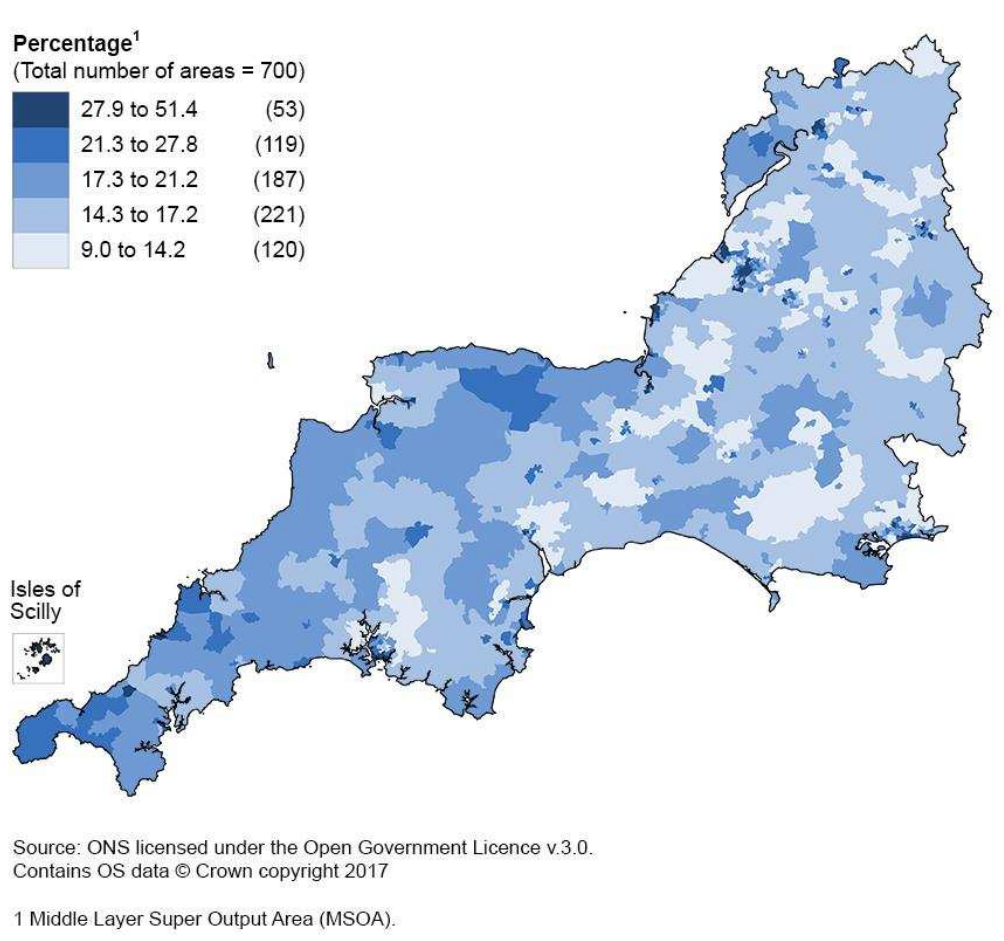 Percentage1
(Total number of areas = 700)
27.9 to 51.4 (53)
21.3 to 27.8 (119)
17.3 to 21.2 (187)
14.3 to 17.2 (221)
9.0 to 14.2 (120)
Isles of
Scilly
Source: ONS licensed under the Open Government Licence v.3.0.
Contains OS data © Crown copyright 2017
1 Middle Layer Super Output Area (MSOA).